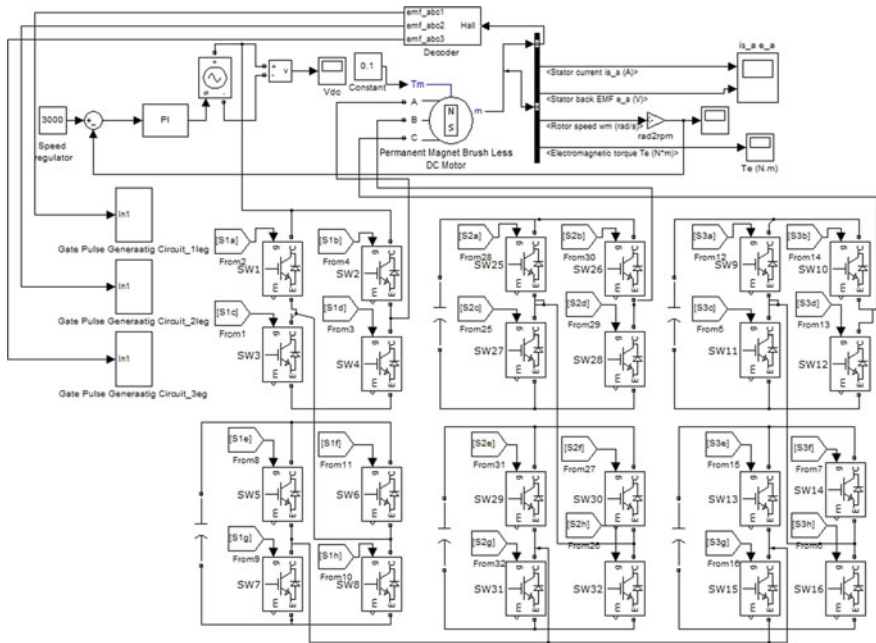 emf_abc1
emf_abc2
emf_abc3
Hall
Decoder
is_a e_a
+
-
v
Vdc
0.1
Constant
Tm
m
A
B
C
N
S
Permanent Magnet Brush Less
DC Motor
<Stator current is_a (A)>
<Stator back EMF e_a (V)>
<Rotor speed wm (rad/s)>
<Electromagnetic torque Te (N*m)>
rad2rpm
Te (N.m)
3000
Speed
regulator
PI
In1
Gate Pulse Generaatig Circuit_1leg
In1
Gate Pulse Generaatig Circuit_2leg
In1
Gate Pulse Generaatig Circuit_3eg
[S1a]
From2
SW1
[S1b]
From4
SW2
[S1c]
From1
SW3
[S1d]
From3
SW4
[S2a]
From28
SW25
[S2b]
From30
SW26
[S2c]
From25
SW27
[S2d]
From29
SW28
[S3a]
From12
SW9
[S3b]
From14
SW10
[S3c]
From5
SW11
[S3d]
From13
SW12
[S1e]
From8
SW5
[S1f]
From11
SW6
[S1g]
From9
SW7
[S1h]
From10
SW8
[S2e]
From31
SW29
[S2f]
From27
SW30
[S2g]
From32
SW31
[S2h]
From26
SW32
[S3e]
From15
SW13
[S3f]
From7
SW14
[S3g]
From16
SW15
[S3h]
From6
SW16